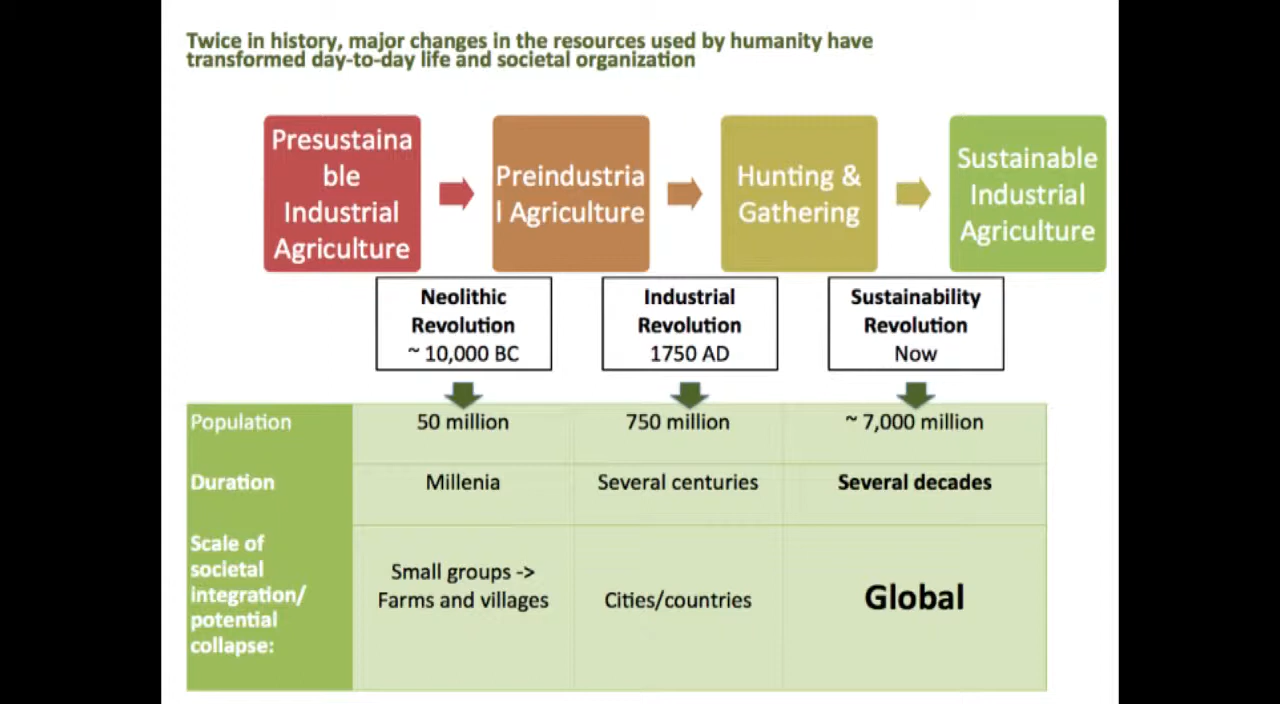 Twice in history, major changes in the resources used by humanity have
transformed day-to-day life and societal organization
Presustaina
ble
Industrial
Agriculture
Preindustria
l Agriculture
Hunting &
Gathering
Sustainable
Industrial
Agriculture
Neolithic
Revolution
~ 10,000 BC
Industrial
Revolution
1750 AD
Sustainability
Revolution
Now
Population
50 million
750 million
~ 7,000 million
Duration
Millenia
Several centuries
Several decades
Scale of
societal
integration/
potential
collapse:
Small groups ->
Farms and villages
Cities/countries
Global